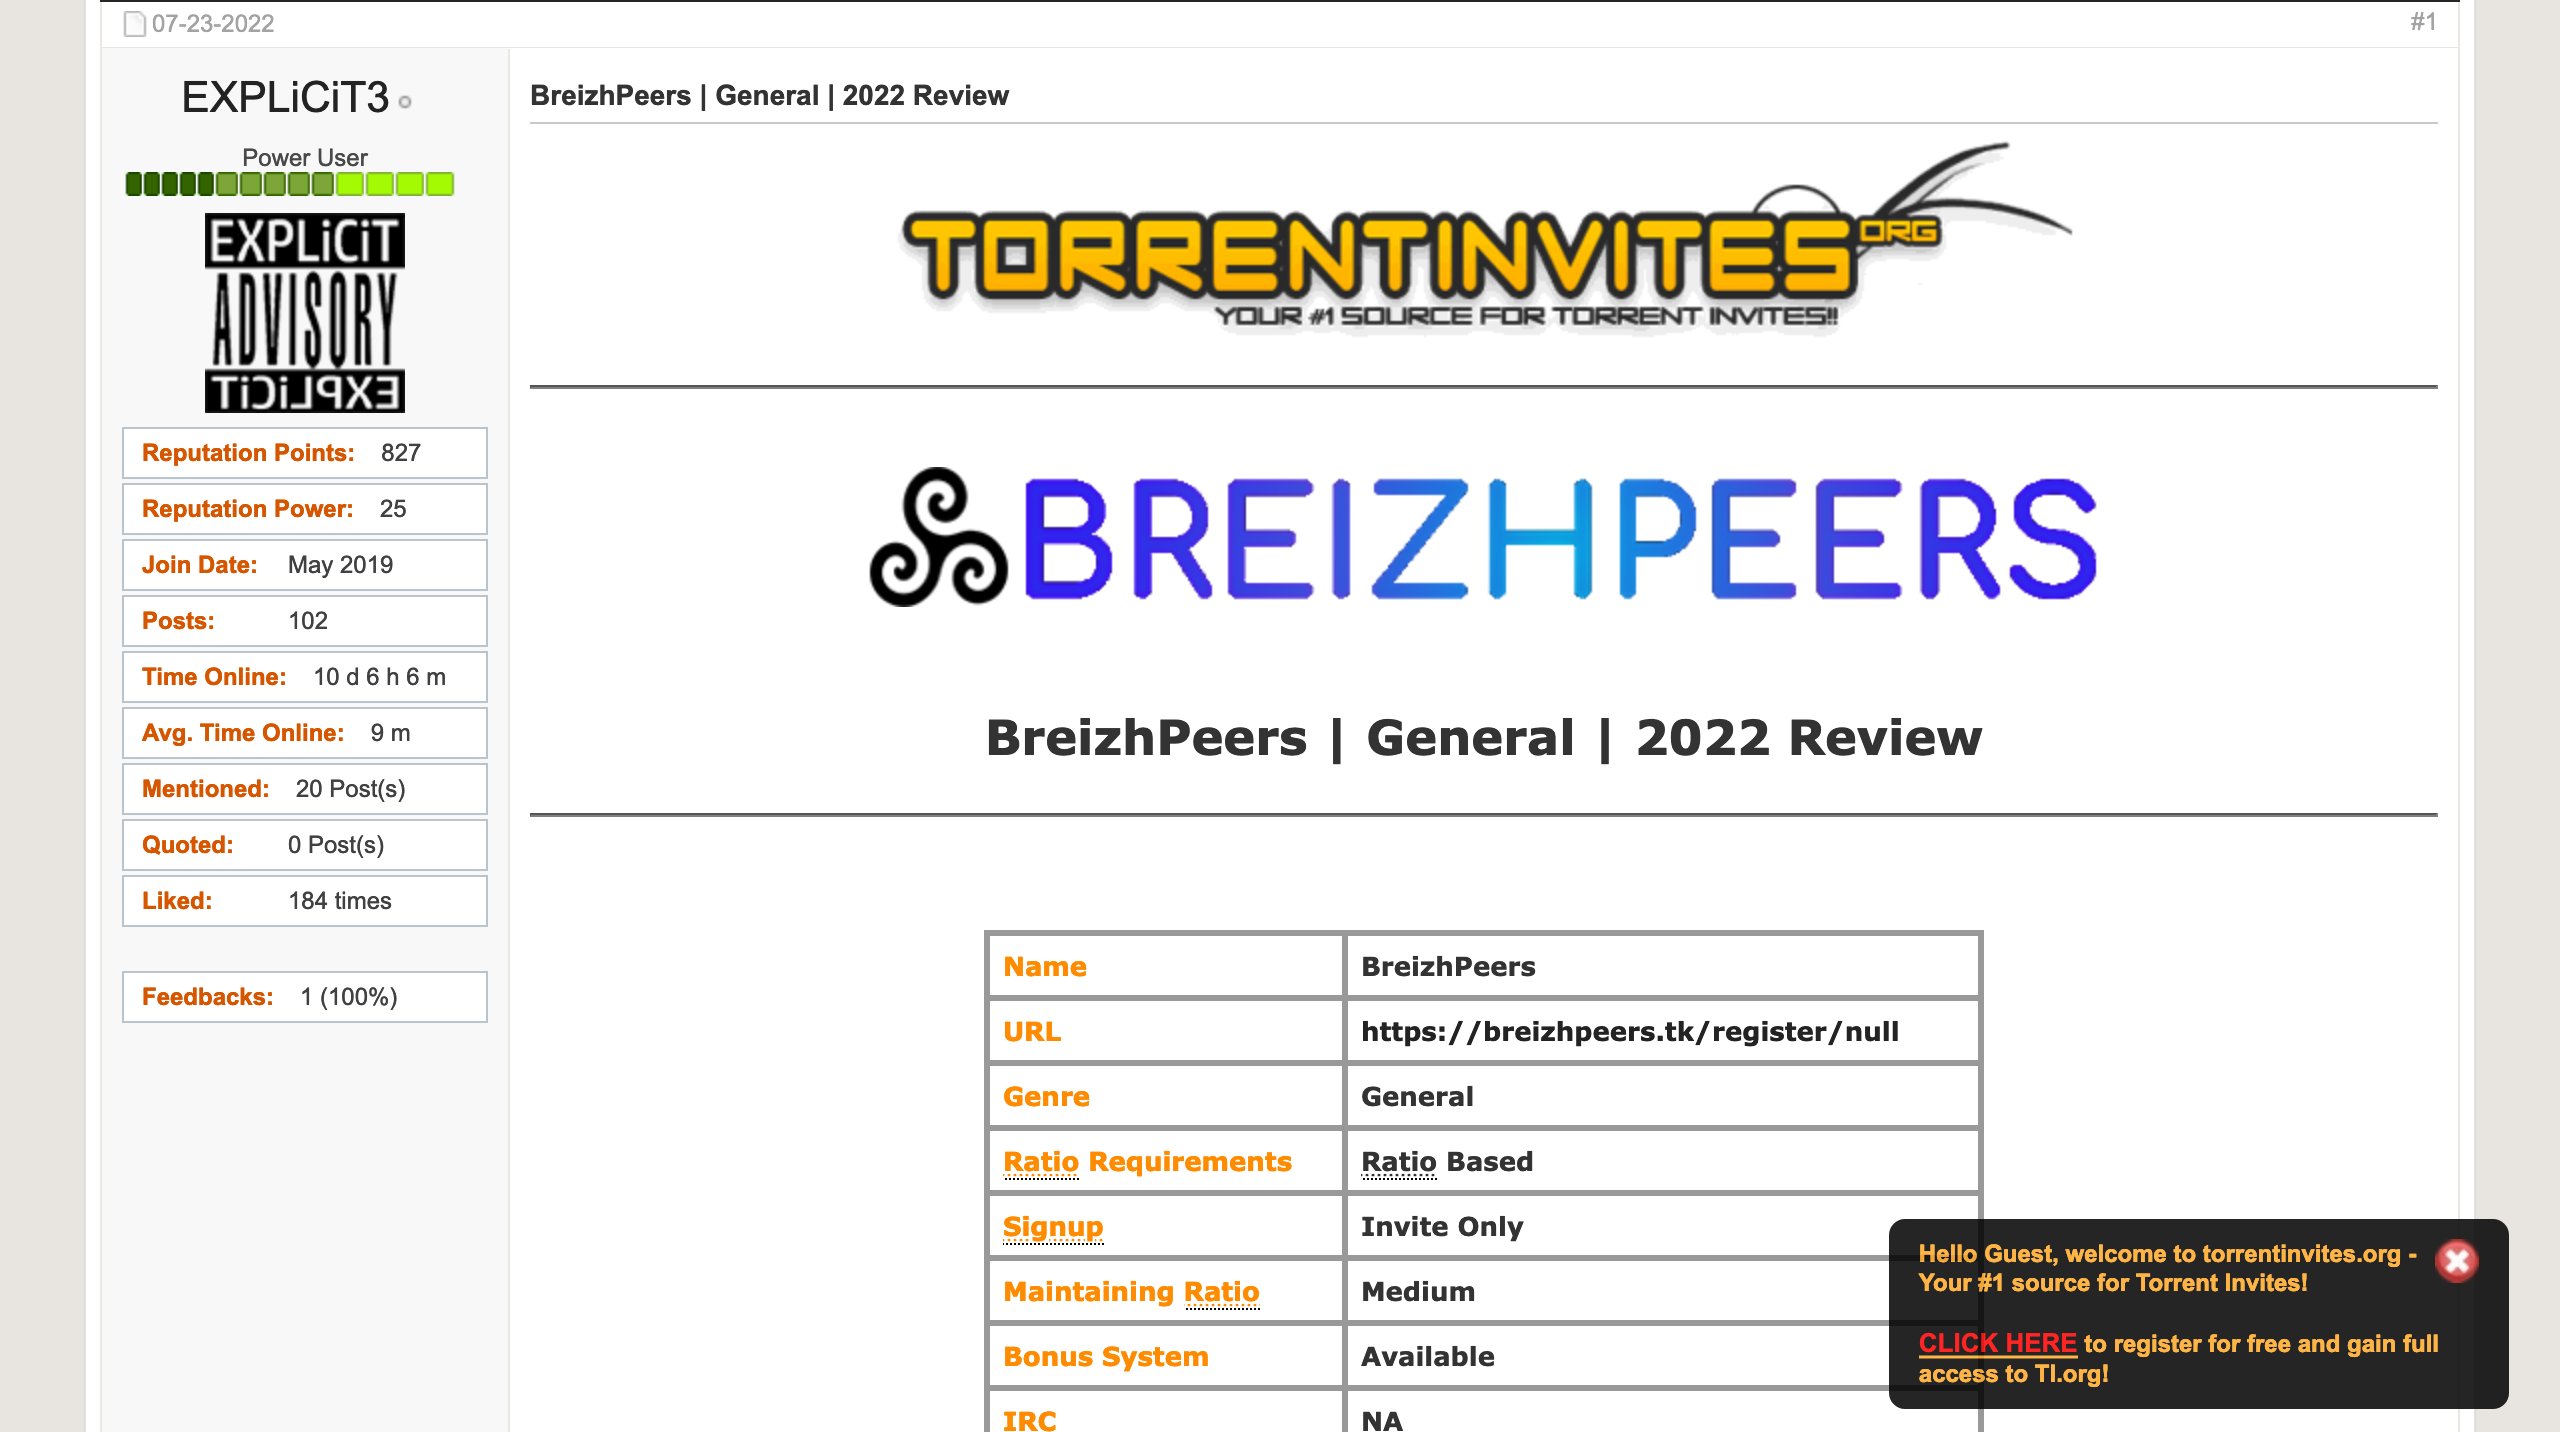 07-23-2022
#1
EXPLiCiT3
Power User
EXPLiCiT
ADVISORY
EXPLiCiT
Reputation Points: 827
Reputation Power: 25
Join Date: May 2019
Posts: 102
Time Online: 10 d 6 h 6 m
Avg. Time Online: 9 m
Mentioned: 20 Post(s)
Quoted: 0 Post(s)
Liked: 184 times
Feedbacks: 1 (100%)
BreizhPeers | General | 2022 Review
TORRENTINVITES ORG
YOUR #1 SOURCE FOR TORRENT INVITES!!
BREIZHPEERS
BreizhPeers | General | 2022 Review
Name BreizhPeers
URL https://breizhpeers.tk/register/null
Genre General
Ratio Requirements Ratio Based
Signup Invite Only
Maintaining Ratio Medium
Bonus System Available
IRC NA
Hello Guest, welcome to torrentinvites.org -
Your #1 source for Torrent Invites!
CLICK HERE to register for free and gain full
access to TI.org!